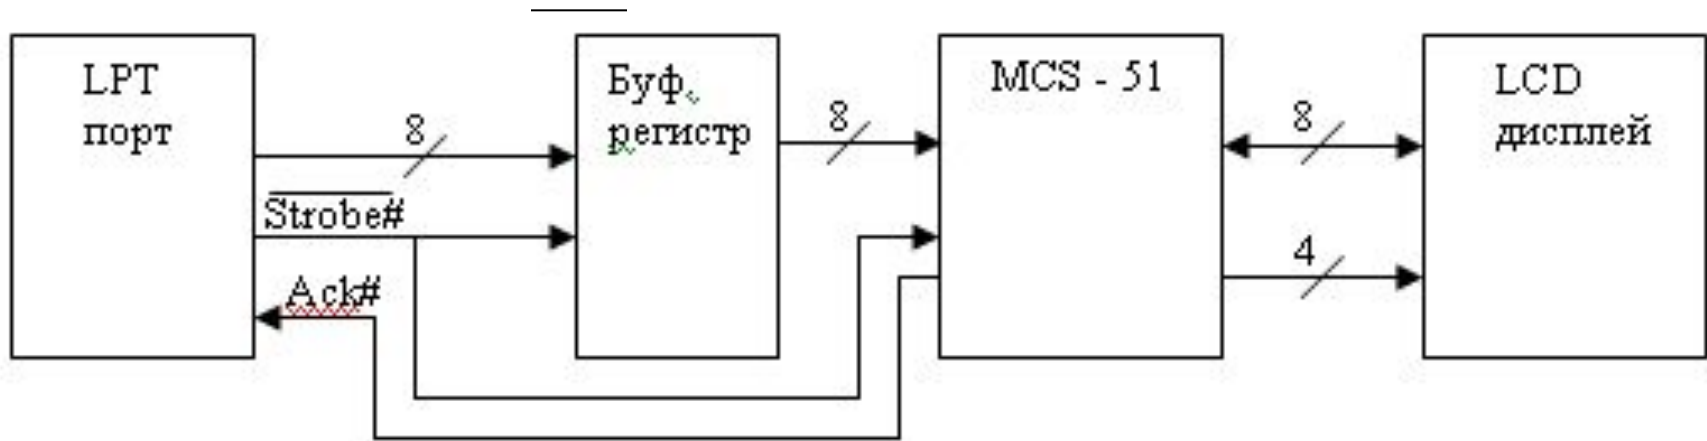 LPT
порт
8
Strobe#
Ack#
Буф.
регистр
8
MCS - 51
8
4
LCD
дисплей